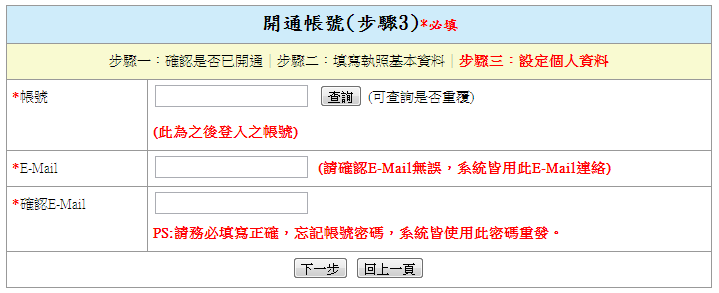 開通帳號(步驟3)*必填
步驟一：確認是否已開通｜步驟二：填寫執照基本資料｜步驟三：設定個人資料
*帳號 查詢 (可查詢是否重覆)
(此為之後登入之帳號)
*E-Mail (請確認E-Mail無誤，系統皆用此E-Mail連絡)
*確認E-Mail
PS:請務必填寫正確，忘記帳號密碼，系統皆使用此密碼重發。
下一步 回上一頁